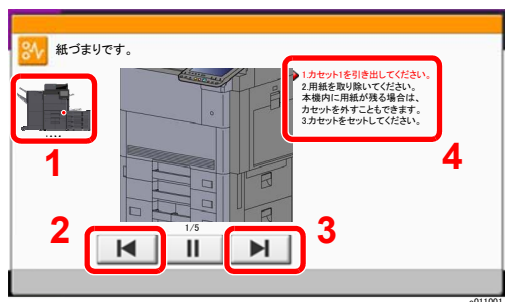 紙づまりです。
1.カセット1を引き出してください。
2.用紙を取り除いてください。
本機内に用紙が残る場合は、
カセットを外すこともできます。
3.カセットをセットしてください。
1
4
2
1/5
3
e011001